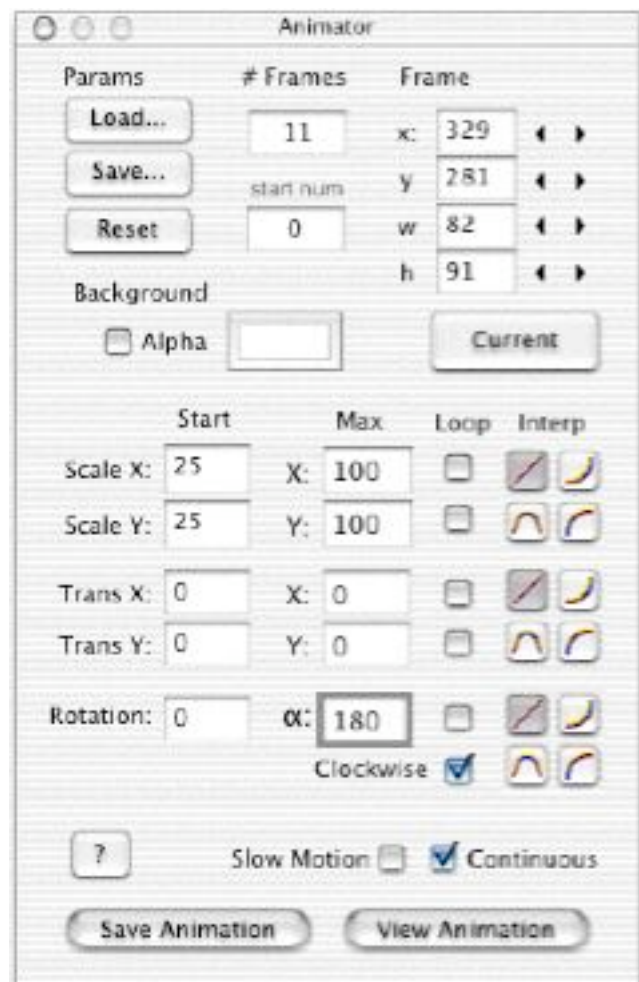 Animator
Params # Frames Frame
Load... 11 x: 329
Save... start num y 281
Reset 0 w 82
h 91
Background
Alpha Current
Start Max Loop Interp
Scale X: 25 X: 100
Scale Y: 25 Y: 100
Trans X: 0 X: 0
Trans Y: 0 Y: 0
Rotation: 0 α: 180
Clockwise
? Slow Motion Continuous
Save Animation View Animation